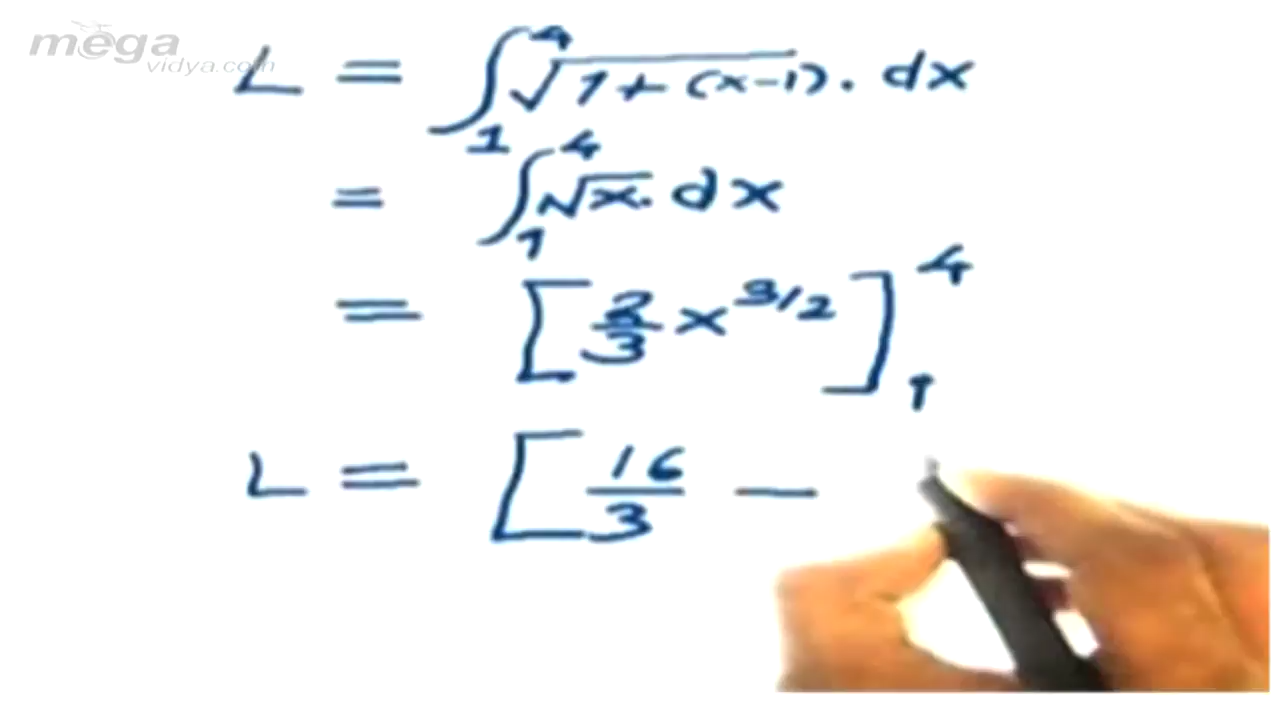 mega
vidya.com
L = ∫₁⁴ √(1 + (x-1)) . dx
= ∫₁⁴ √x . dx
= [2/3 x^3/2]₁⁴
L = [16/3 —